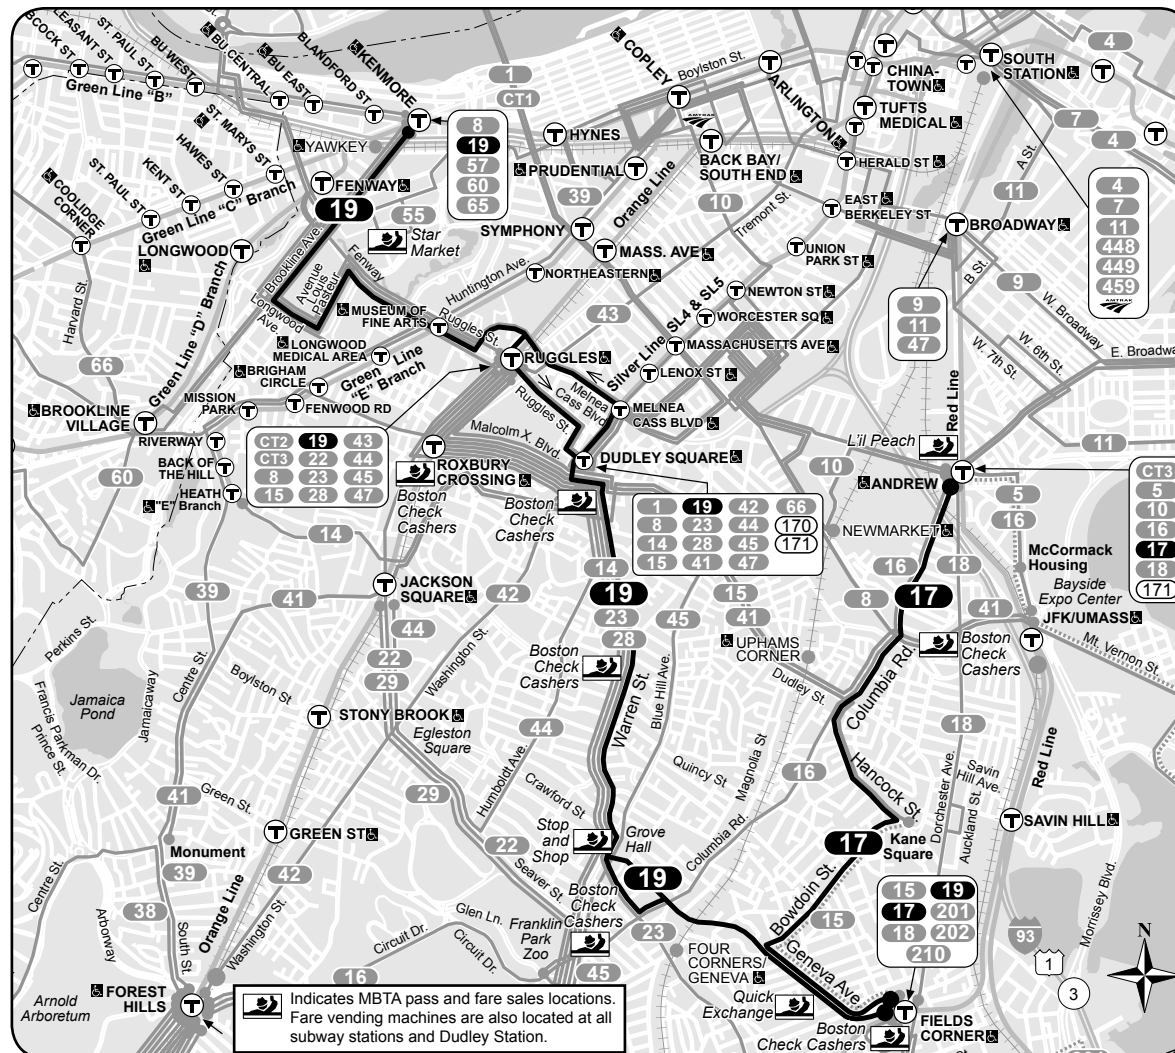 BCOCK ST.
PLEASANT ST.
ST. PAUL ST
BU WEST
BU CENTRAL
BU EAST
BLANDFORD ST
KENMORE
Green Line "B"
ST. MARYS ST
HAWES ST
KENT ST
ST. PAUL ST
COOLIDGE
CORNER
Green Line "C" Branch
YAWKEY
FENWAY
19
8
19
57
60
65
1
CT1
HYNES
PRUDENTIAL
COPLEY
Boylston St.
AMTRAK
ARLINGTON
BACK BAY/
SOUTH END
CHINA-
TOWN
TUFTS
MEDICAL
HERALD ST
SOUTH
STATION
4
7
4
A St.
11
4
7
11
448
449
459
AMTRAK
EAST
BERKELEY ST
BROADWAY
B St.
9
W. Broadway
9
11
47
W. 7th St.
W. 6th St.
E. Broadway
11
55
Star
Market
39
Orange Line
SYMPHONY
MASS. AVE
10
Tremont St.
UNION
PARK ST
NEWTON ST
WORCESTER SQ
MASSACHUSETTS AVE
LENOX ST
Silver Line SL4 & SL5
NORTHEASTERN
Huntington Ave.
43
LONGWOOD
Harvard St.
66
Green Line "D" Branch
Brookline Ave.
Longwood
Ave.
Avenue
Louis
Pasteur
Fenway
MUSEUM OF
FINE ARTS
LONGWOOD
MEDICAL AREA
Ruggles St.
RUGGLES
Green Line
"E" Branch
BRIGHAM
CIRCLE
FENWOOD RD
MISSION
PARK
BROOKLINE
VILLAGE
RIVERWAY
BACK OF
THE HILL
HEATH
"E" Branch
60
CT2 19 43
CT3 22 44
8 23 45
15 28 47
Melnea
Cass Blvd
Ruggles St.
Malcolm X. Blvd.
MELNEA
CASS BLVD
DUDLEY SQUARE
ROXBURY
CROSSING
Boston
Check
Cashers
Boston
Check
Cashers
1 19 42 66
8 23 44 170
14 28 45 171
15 41 47
10
NEWMARKET
L'il Peach
Red Line
ANDREW
CT3
5
10
16
17
18
171
5
16
McCormack
Housing
Bayside
Expo Center
JFK/UMASS
Mt. Vernon St.
14
39
41
JACKSON
SQUARE
44
22
29
42
14
19
23
28
45
15
41
UPHAMS
CORNER
Dudley St.
16
17
18
8
41
Boston
Check
Cashers
Columbia Rd.
Perkins St.
Jamaica
Pond
Jamaicaway
Francis Parkman Dr.
Prince St.
Centre St.
Boylston St
STONY BROOK
Egleston
Square
Washington St.
Boston
Check
Cashers
Warren St.
Blue Hill Ave.
44
Humboldt Ave.
Crawford St
Quincy St
Magnolia St
16
Hancock St.
18
Savin
Hill Ave.
Dorchester Ave.
Auckland St.
Red Line
SAVIN HILL
Morrissey Blvd.
41
Green St.
GREEN ST
29
22
Seaver St.
Stop
and
Shop
Grove
Hall
Columbia Rd.
17
Kane
Square
Monument
39
42
19
Boston
Check
Cashers
Bowdoin St.
15
15 19
17 201
18 202
210
93
1
3
N
Centre St.
38
Arborway
South St.
Orange Line
Washington St.
Glen Ln.
Circuit Dr.
Circuit Dr.
Franklin
Park
Zoo
23
45
16
FOUR
CORNERS/
GENEVA
Geneva Ave.
Quick
Exchange
Boston
Check Cashers
FIELDS
CORNER
Arnold
Arboretum
FOREST
HILLS
Indicates MBTA pass and fare sales locations.
Fare vending machines are also located at all
subway stations and Dudley Station.